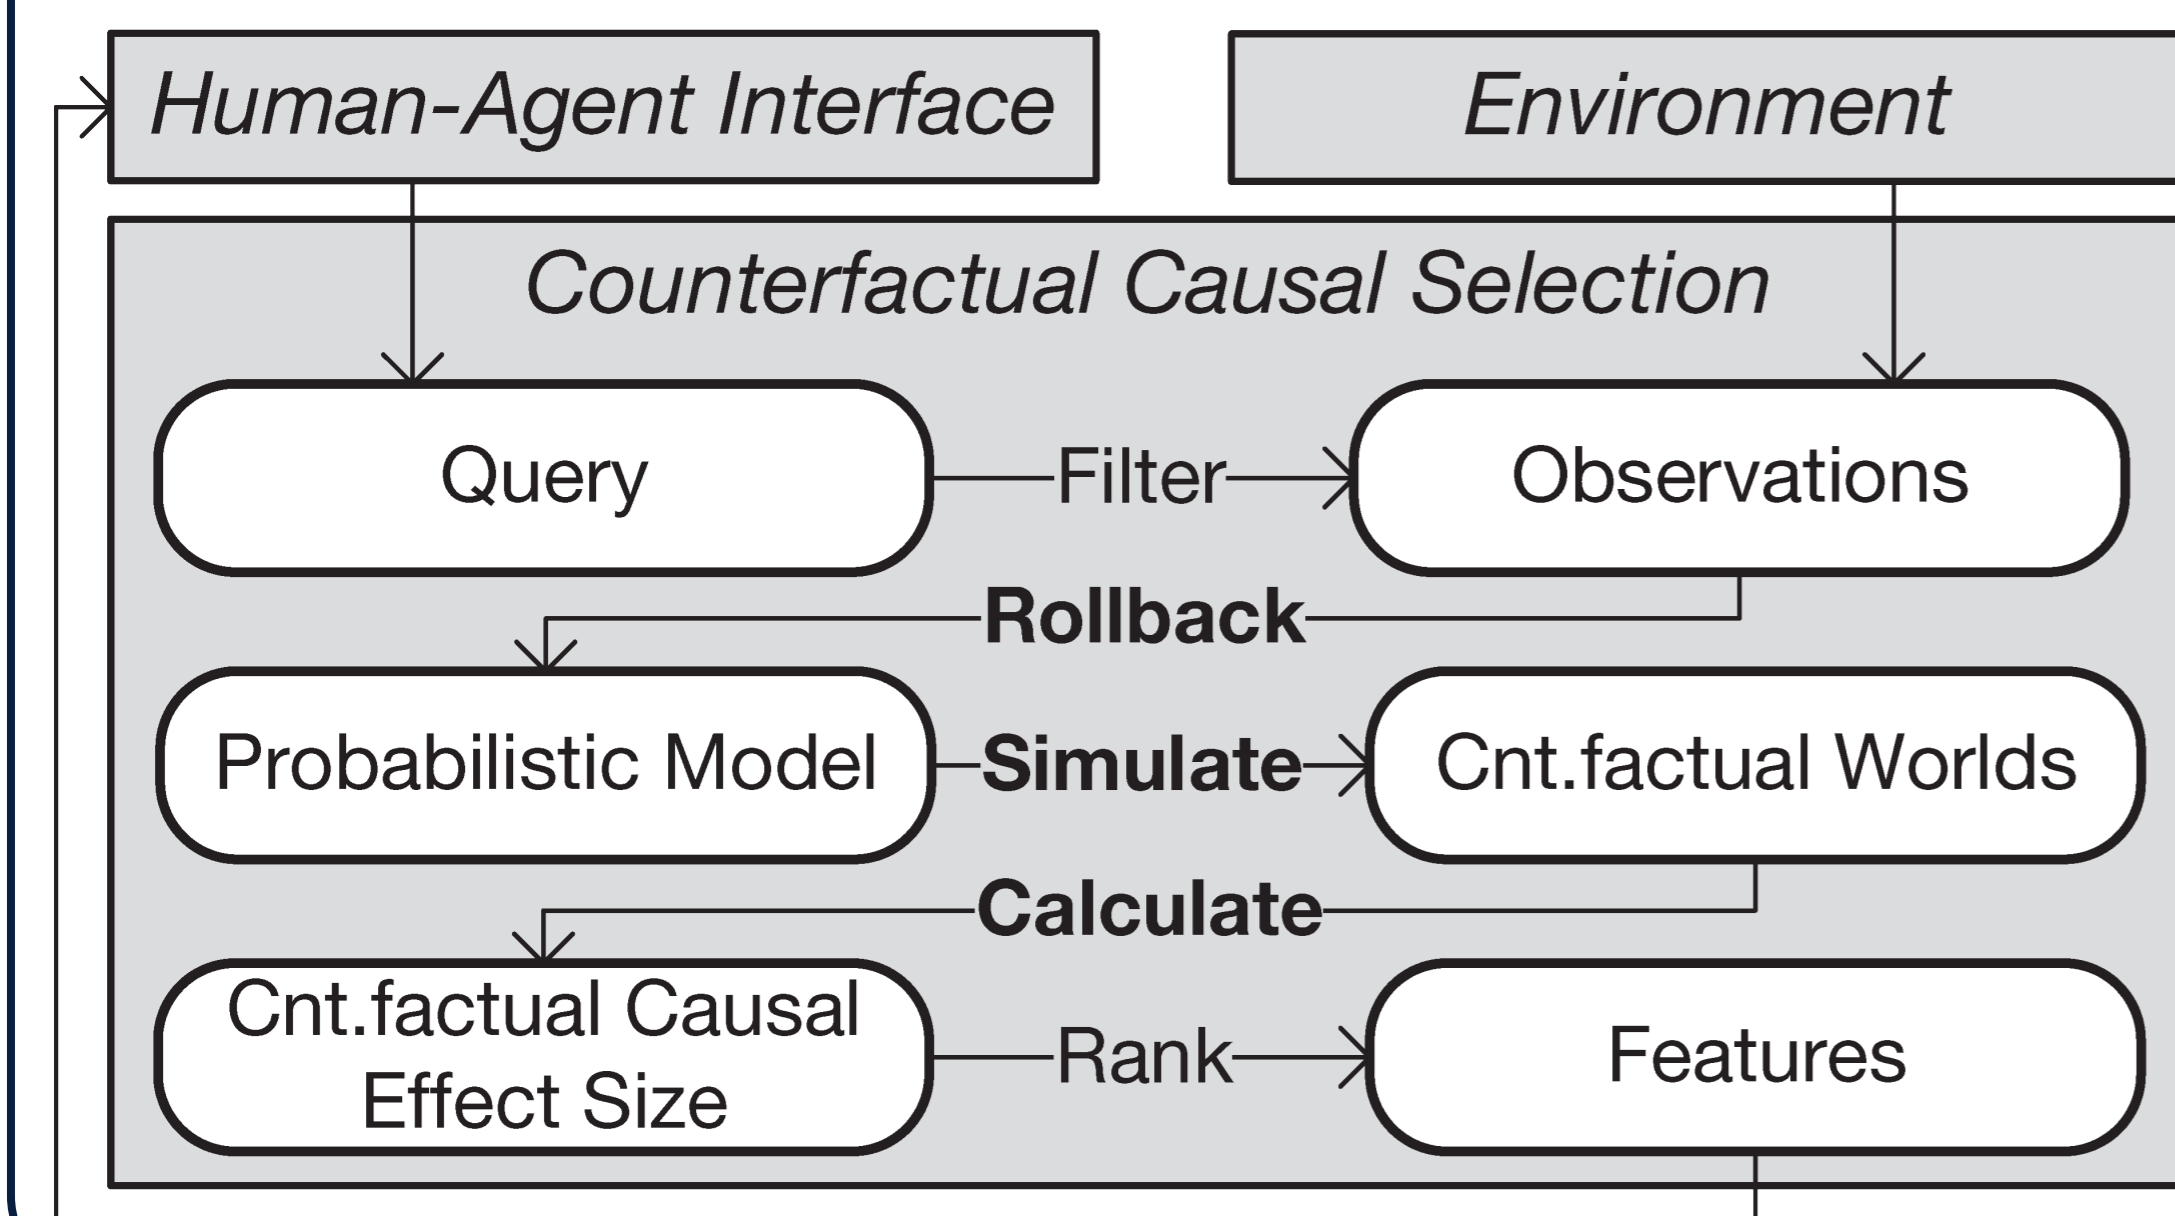 Human-Agent Interface
Environment
Counterfactual Causal Selection
Query
Filter
Observations
Rollback
Probabilistic Model
Simulate
Cnt.factual Worlds
Calculate
Cnt.factual Causal
Effect Size
Rank
Features